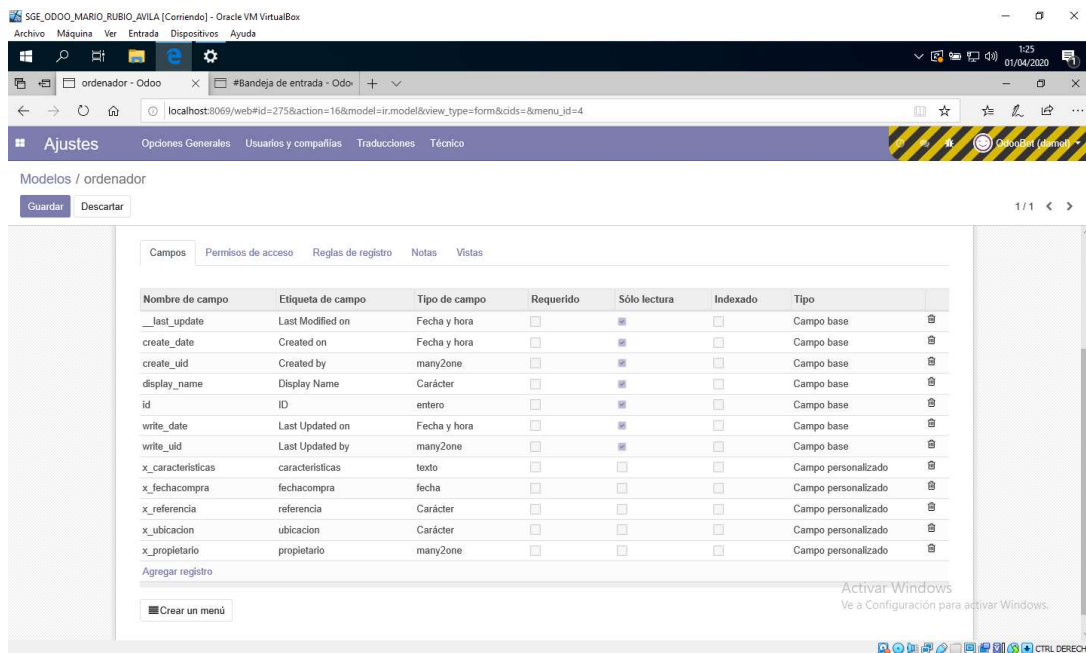 SGE_ODOO_MARIO_RUBIO_AVILA [Corriendo] - Oracle VM VirtualBox
Archivo Máquina Ver Entrada Dispositivos Ayuda
1:25
01/04/2020
ordenador - Odoo
#Bandeja de entrada - Odo
localhost:8069/web#id=275&action=16&model=ir.model&view_type=form&cids=&menu_id=4
Ajustes Opciones Generales Usuarios y compañías Traducciones Técnico OdooBot (damel)
Modelos / ordenador
Guardar Descartar 1 / 1
Campos Permisos de acceso Reglas de registro Notas Vistas
Nombre de campo Etiqueta de campo Tipo de campo Requerido Sólo lectura Indexado Tipo
__last_update Last Modified on Fecha y hora Campo base
create_date Created on Fecha y hora Campo base
create_uid Created by many2one Campo base
display_name Display Name Carácter Campo base
id ID entero Campo base
write_date Last Updated on Fecha y hora Campo base
write_uid Last Updated by many2one Campo base
x_caracteristicas caracteristicas texto Campo personalizado
x_fechacompra fechacompra fecha Campo personalizado
x_referencia referencia Carácter Campo personalizado
x_ubicacion ubicacion Carácter Campo personalizado
x_propietario propietario many2one Campo personalizado
Agregar registro
Crear un menú
Activar Windows
Ve a Configuración para activar Windows.
CTRL DERECH